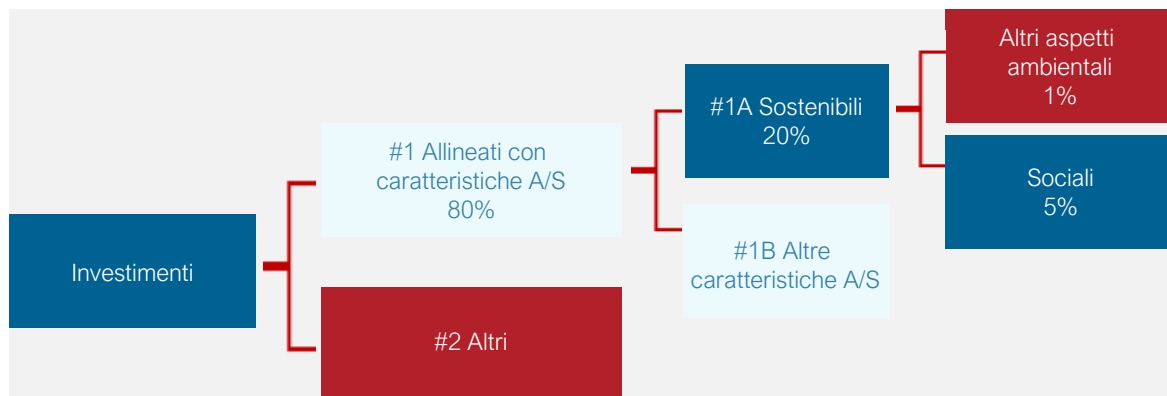 Investimenti
#1 Allineati con
caratteristiche A/S
80%
#2 Altri
#1A Sostenibili
20%
#1B Altre
caratteristiche A/S
Altri aspetti
ambientali
1%
Sociali
5%